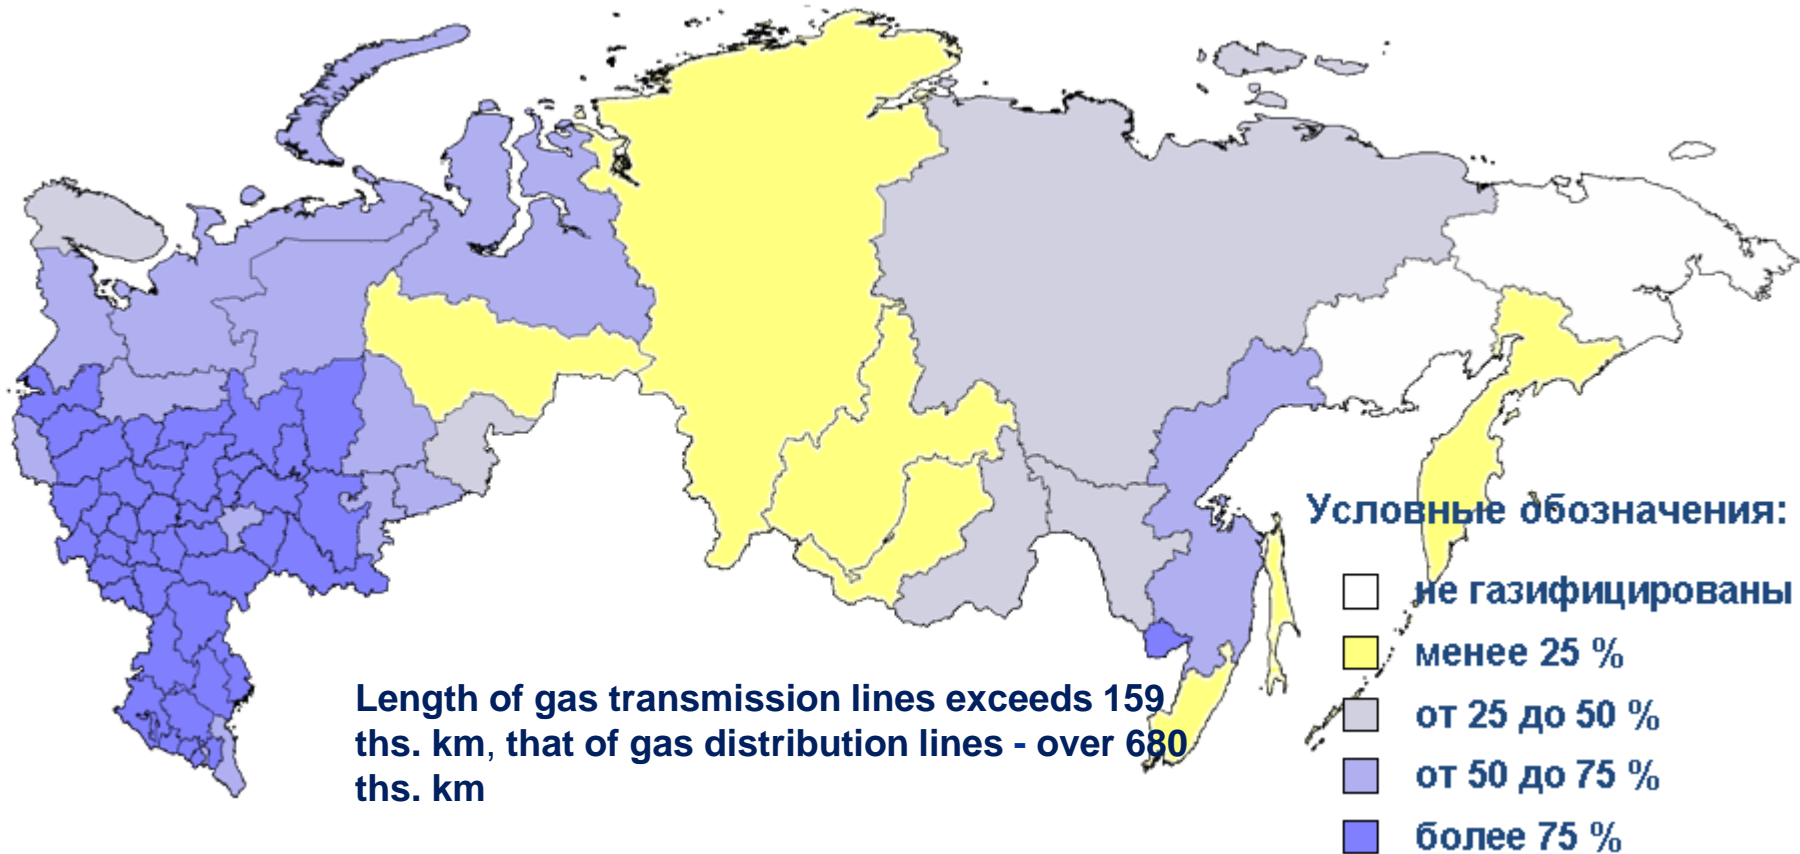 Условные обозначения:
не газифицированы
менее 25 %
от 25 до 50 %
от 50 до 75 %
более 75 %
Length of gas transmission lines exceeds 159
ths. km, that of gas distribution lines - over 680
ths. km